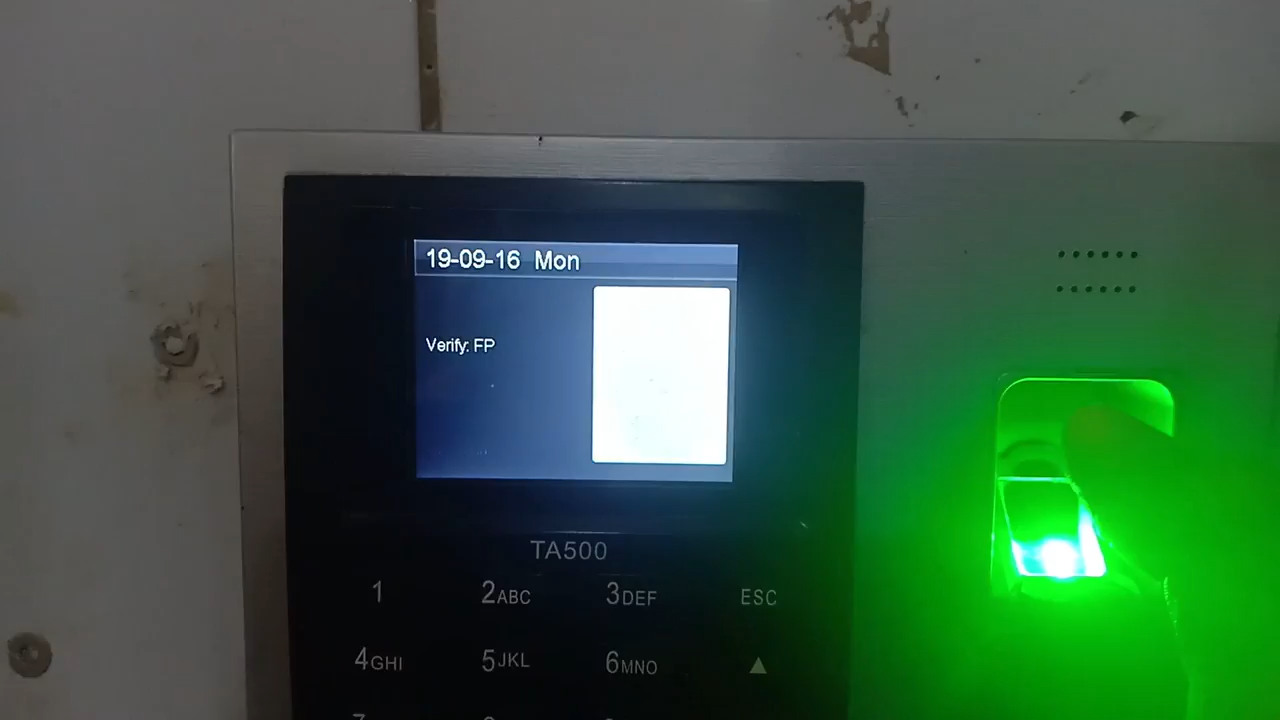 19-09-16 Mon
Verify: FP
TA500
1 2ABC 3DEF ESC
4GHI 5JKL 6MNO ▲